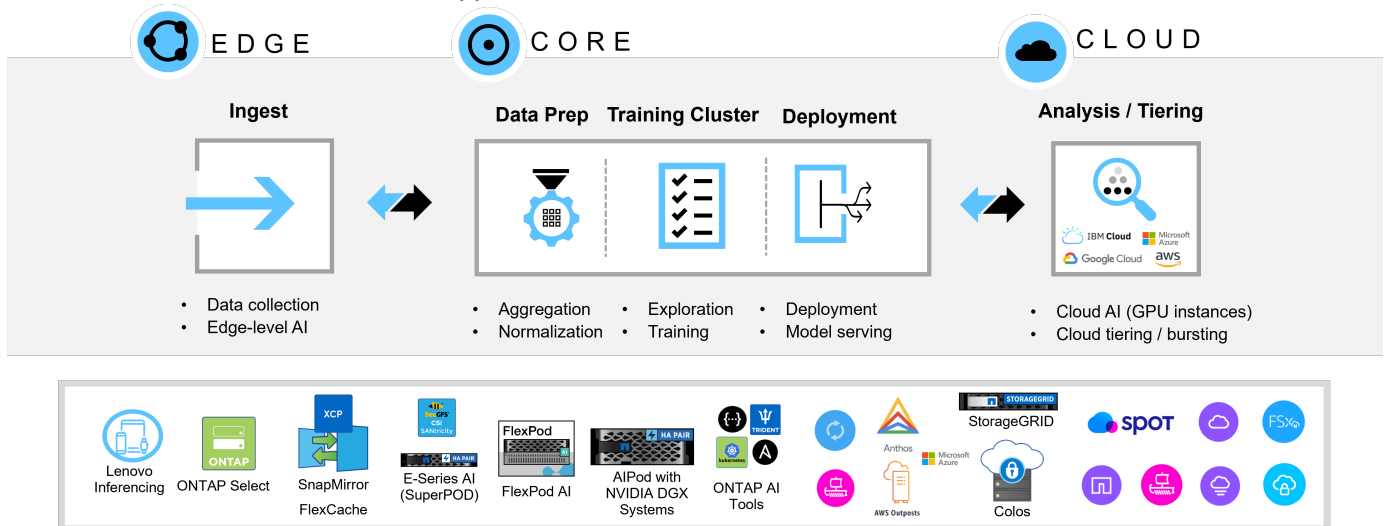 EDGE
CORE
CLOUD
Ingest
Data Prep
Training Cluster
Deployment
Analysis / Tiering
IBM Cloud
Microsoft
Azure
Google Cloud
aws
• Data collection
• Edge-level AI
• Aggregation
• Normalization
• Exploration
• Training
• Deployment
• Model serving
• Cloud AI (GPU instances)
• Cloud tiering / bursting
Lenovo
Inferencing
ONTAP
ONTAP Select
XCP
SnapMirror
FlexCache
BeeGFS
CSI
SANtricity
HA PAIR
E-Series AI
(SuperPOD)
FlexPod
AI
FlexPod AI
HA PAIR
AIPod with
NVIDIA DGX
Systems
{··}
TRIDENT
kubernetes
A
ONTAP AI
Tools
Anthos
Microsoft
Azure
AWS Outposts
STORAGEGRID
StorageGRID
Colos
spot
FSx